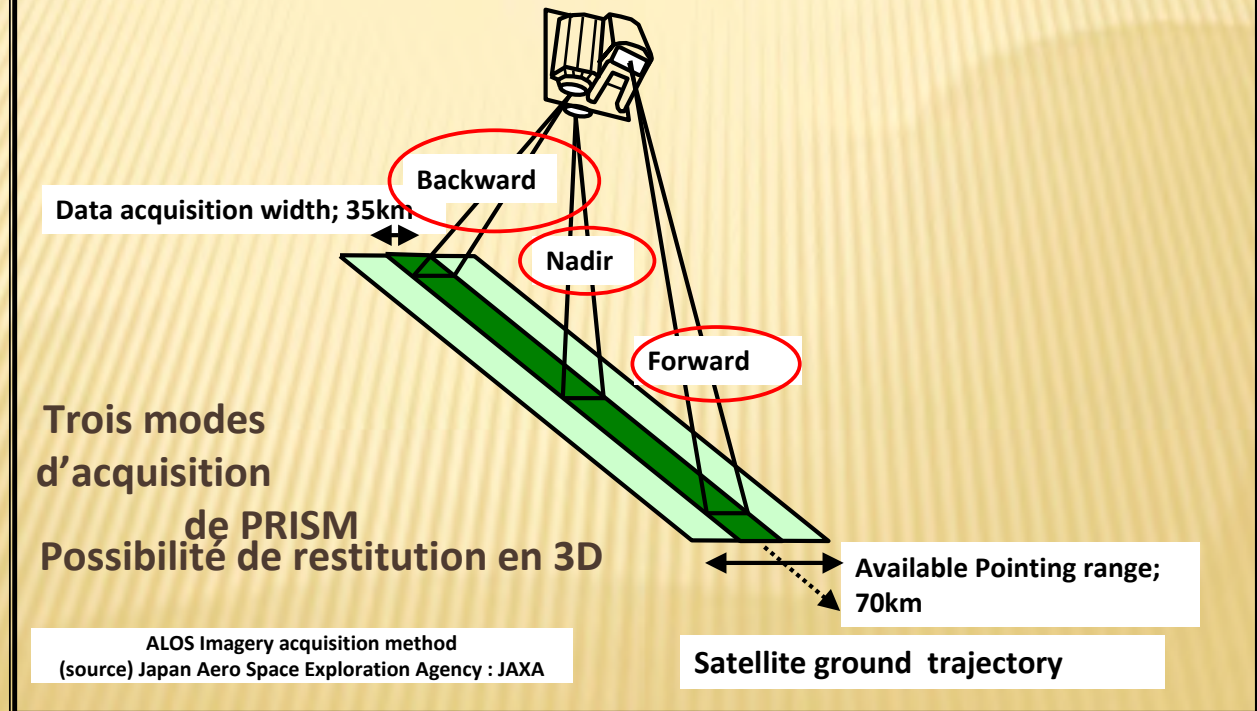 Backward
Data acquisition width; 35km
Nadir
Forward
Trois modes
d’acquisition
de PRISM
Possibilité de restitution en 3D
Available Pointing range;
70km
ALOS Imagery acquisition method
(source) Japan Aero Space Exploration Agency : JAXA
Satellite ground trajectory